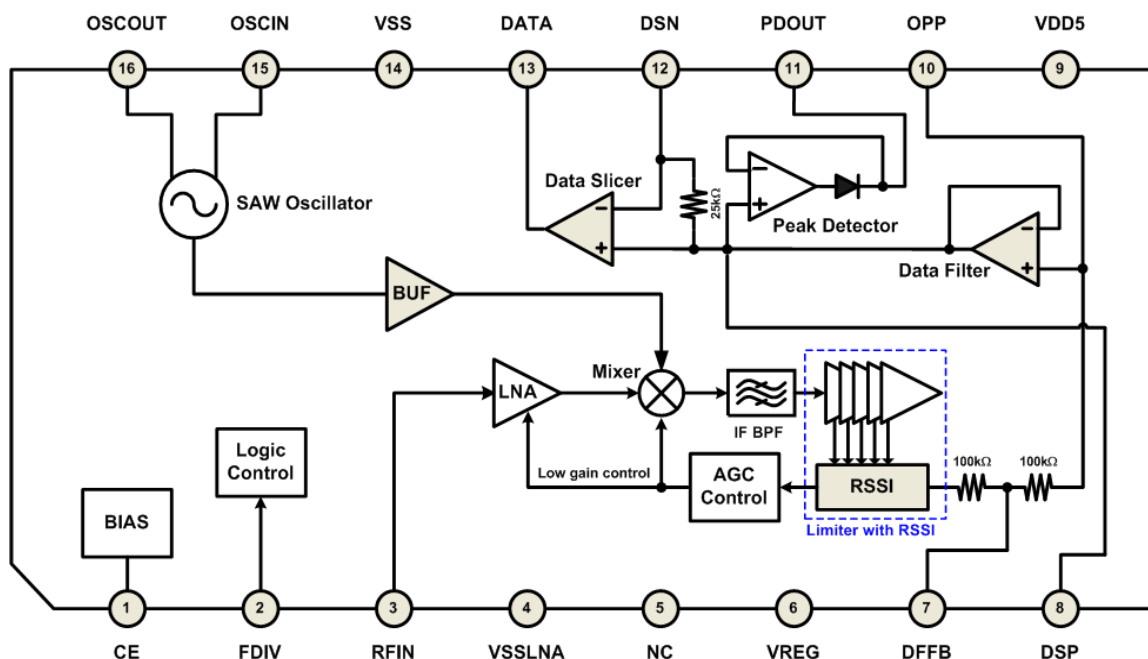 OSCOUT OSCIN VSS DATA DSN PDOUT OPP VDD5
16 15 14 13 12 11 10 9
Data Slicer
25kΩ
SAW Oscillator
Peak Detector
Data Filter
BUF
Mixer
LNA
IF BPF
Logic
Control
Low gain control
AGC
Control
RSSI
100kΩ
100kΩ
Limiter with RSSI
BIAS
1 2 3 4 5 6 7 8
CE FDIV RFIN VSSLNA NC VREG DFFB DSP